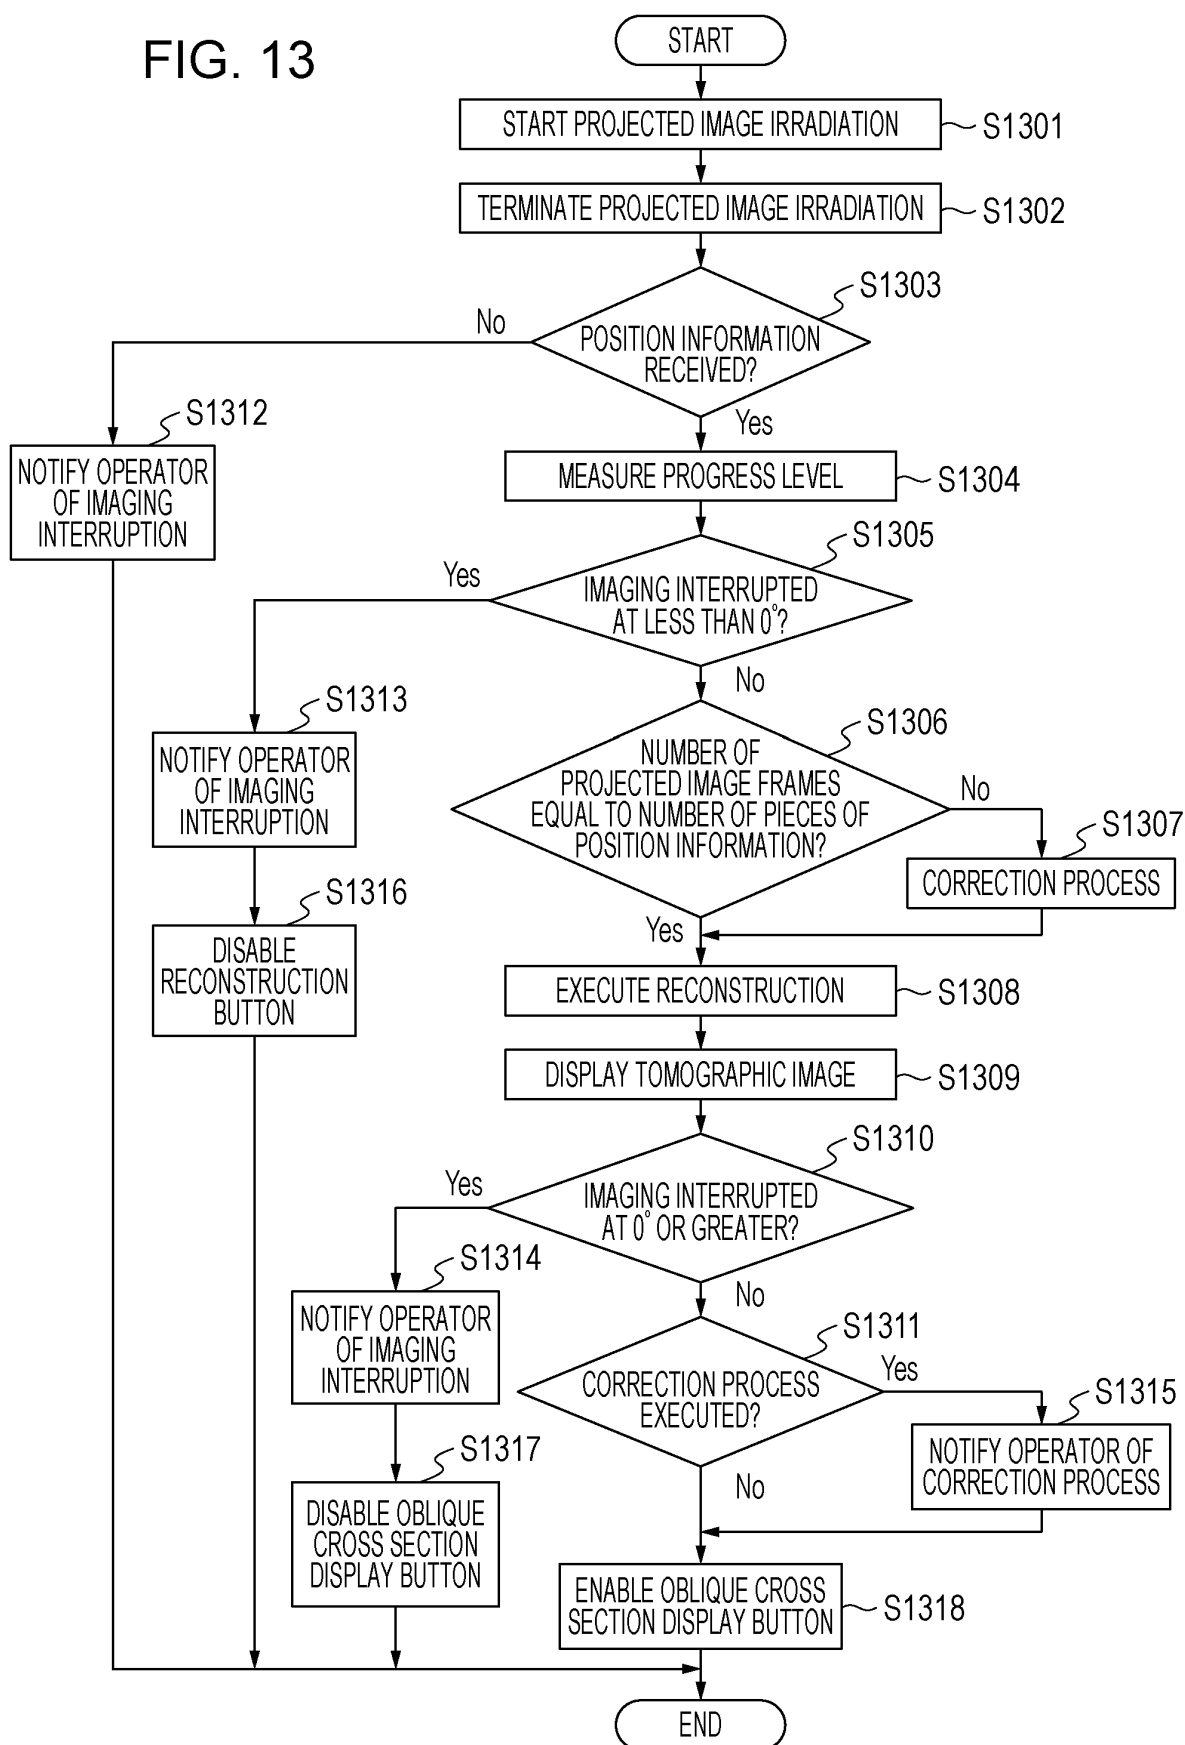 FIG. 13
START
START PROJECTED IMAGE IRRADIATION
S1301
TERMINATE PROJECTED IMAGE IRRADIATION
S1302
S1303
No
POSITION INFORMATION
RECEIVED?
Yes
S1312
NOTIFY OPERATOR
OF IMAGING
INTERRUPTION
MEASURE PROGRESS LEVEL
S1304
S1305
Yes
IMAGING INTERRUPTED
AT LESS THAN 0°?
No
S1313
NOTIFY OPERATOR
OF IMAGING
INTERRUPTION
S1306
NUMBER OF
PROJECTED IMAGE FRAMES
EQUAL TO NUMBER OF PIECES OF
POSITION INFORMATION?
No
S1307
CORRECTION PROCESS
Yes
S1316
DISABLE
RECONSTRUCTION
BUTTON
EXECUTE RECONSTRUCTION
S1308
DISPLAY TOMOGRAPHIC IMAGE
S1309
S1310
Yes
IMAGING INTERRUPTED
AT 0° OR GREATER?
No
S1314
NOTIFY OPERATOR
OF IMAGING
INTERRUPTION
S1311
CORRECTION PROCESS
EXECUTED?
Yes
S1315
NOTIFY OPERATOR OF
CORRECTION PROCESS
No
S1317
DISABLE OBLIQUE
CROSS SECTION
DISPLAY BUTTON
ENABLE OBLIQUE CROSS
SECTION DISPLAY BUTTON
S1318
END